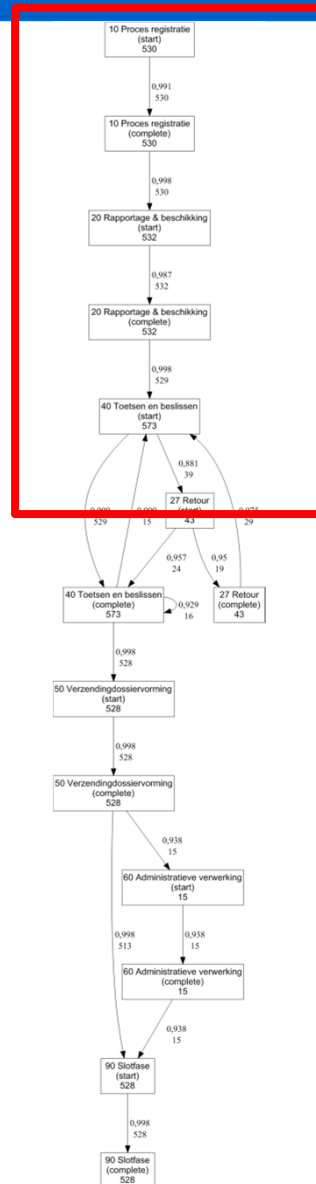 10 Proces registratie
(start)
530
0,991
530
10 Proces registratie
(complete)
530
0,998
530
20 Rapportage & beschikking
(start)
532
0,987
532
20 Rapportage & beschikking
(complete)
532
0,998
529
40 Toetsen en beslissen
(start)
573
0,881
39
27 Retour
(start)
43
529
15
29
0,957
24
0,95
19
40 Toetsen en beslissen
(complete)
573
0,929
16
27 Retour
(complete)
43
0,998
528
50 Verzendingdossiervorming
(start)
528
0,998
528
50 Verzendingdossiervorming
(complete)
528
0,938
15
60 Administratieve verwerking
(start)
15
0,998
513
0,938
15
60 Administratieve verwerking
(complete)
15
0,938
15
90 Slotfase
(start)
528
0,998
528
90 Slotfase
(complete)
528